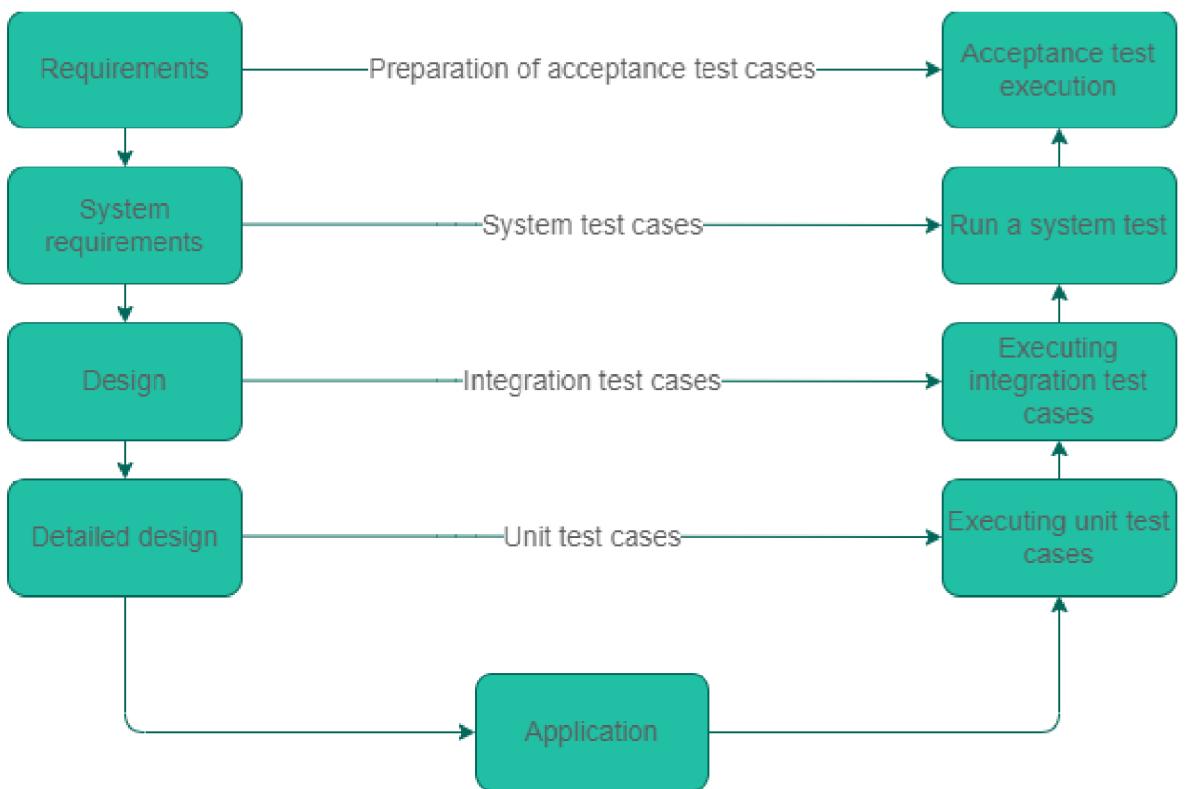 Requirements
Preparation of acceptance test cases
Acceptance test
execution
System
requirements
System test cases
Run a system test
Design
Integration test cases
Executing
integration test
cases
Detailed design
Unit test cases
Executing unit test
cases
Application